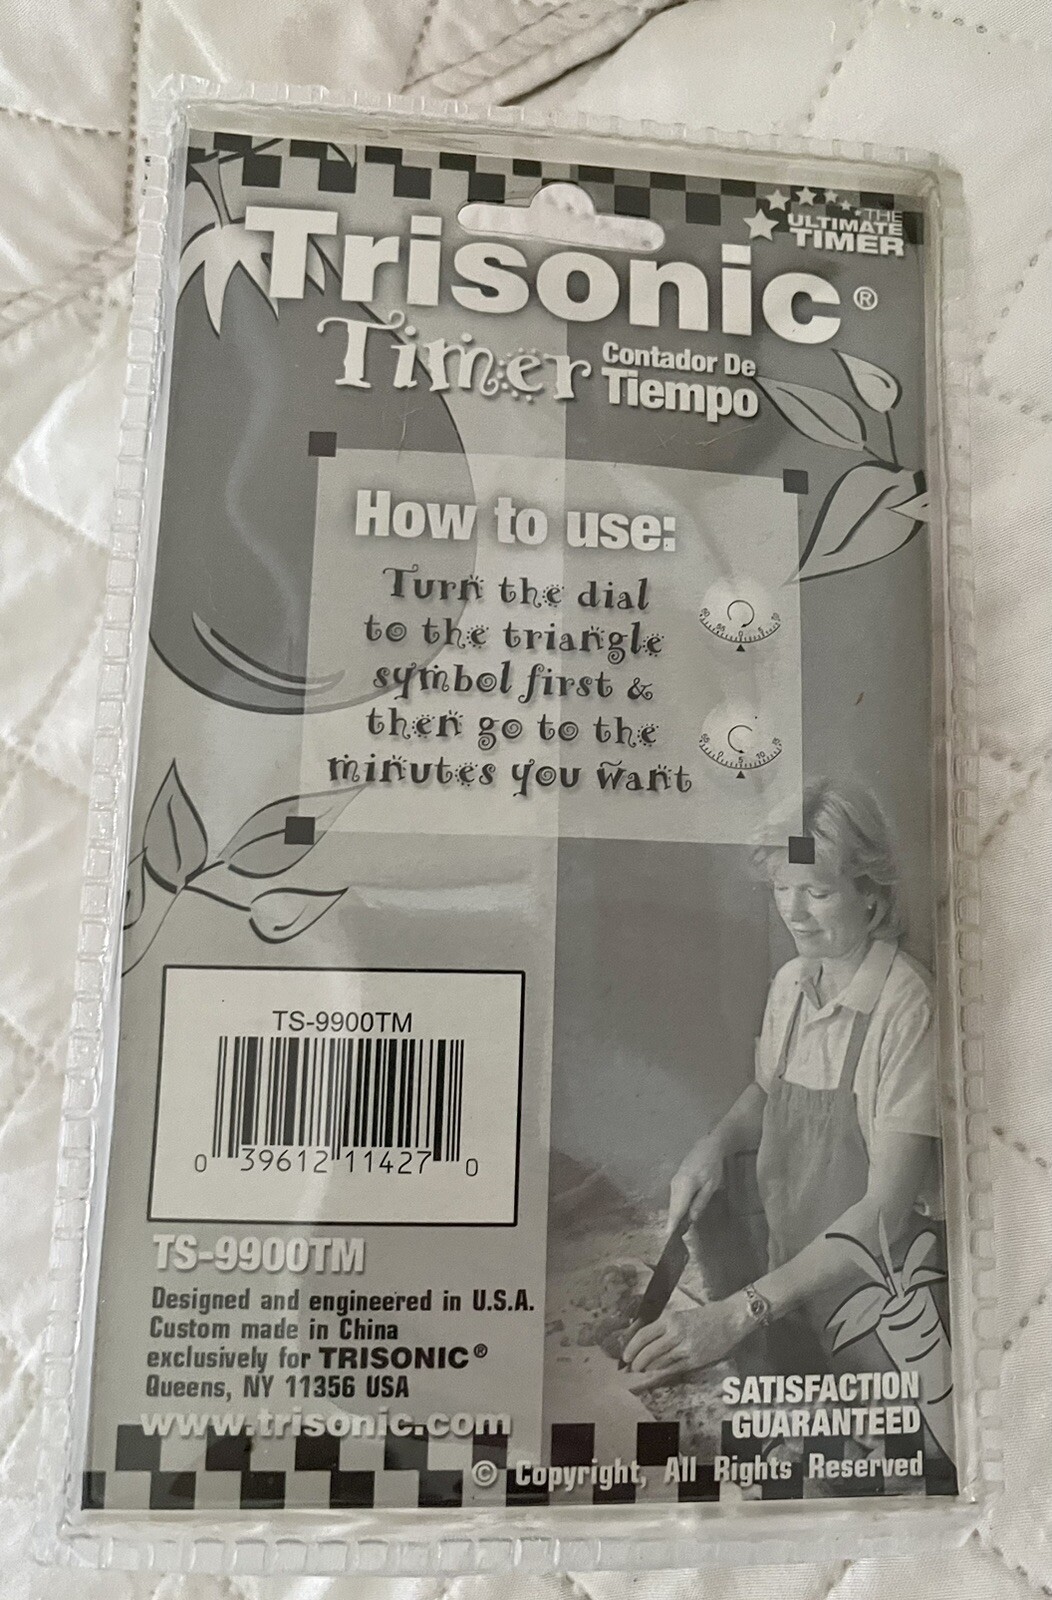 THE
ULTIMATE
TIMER
Trisonic®
Timer
Contador De
Tiempo
How to use:
Turn the dial
to the triangle
symbol first &
then go to the
minutes you want
TS-9900TM
0 39612 11427 0
TS-9900TM
Designed and engineered in U.S.A.
Custom made in China
exclusively for TRISONIC®
Queens, NY 11356 USA
www.trisonic.com
SATISFACTION
GUARANTEED
© Copyright, All Rights Reserved